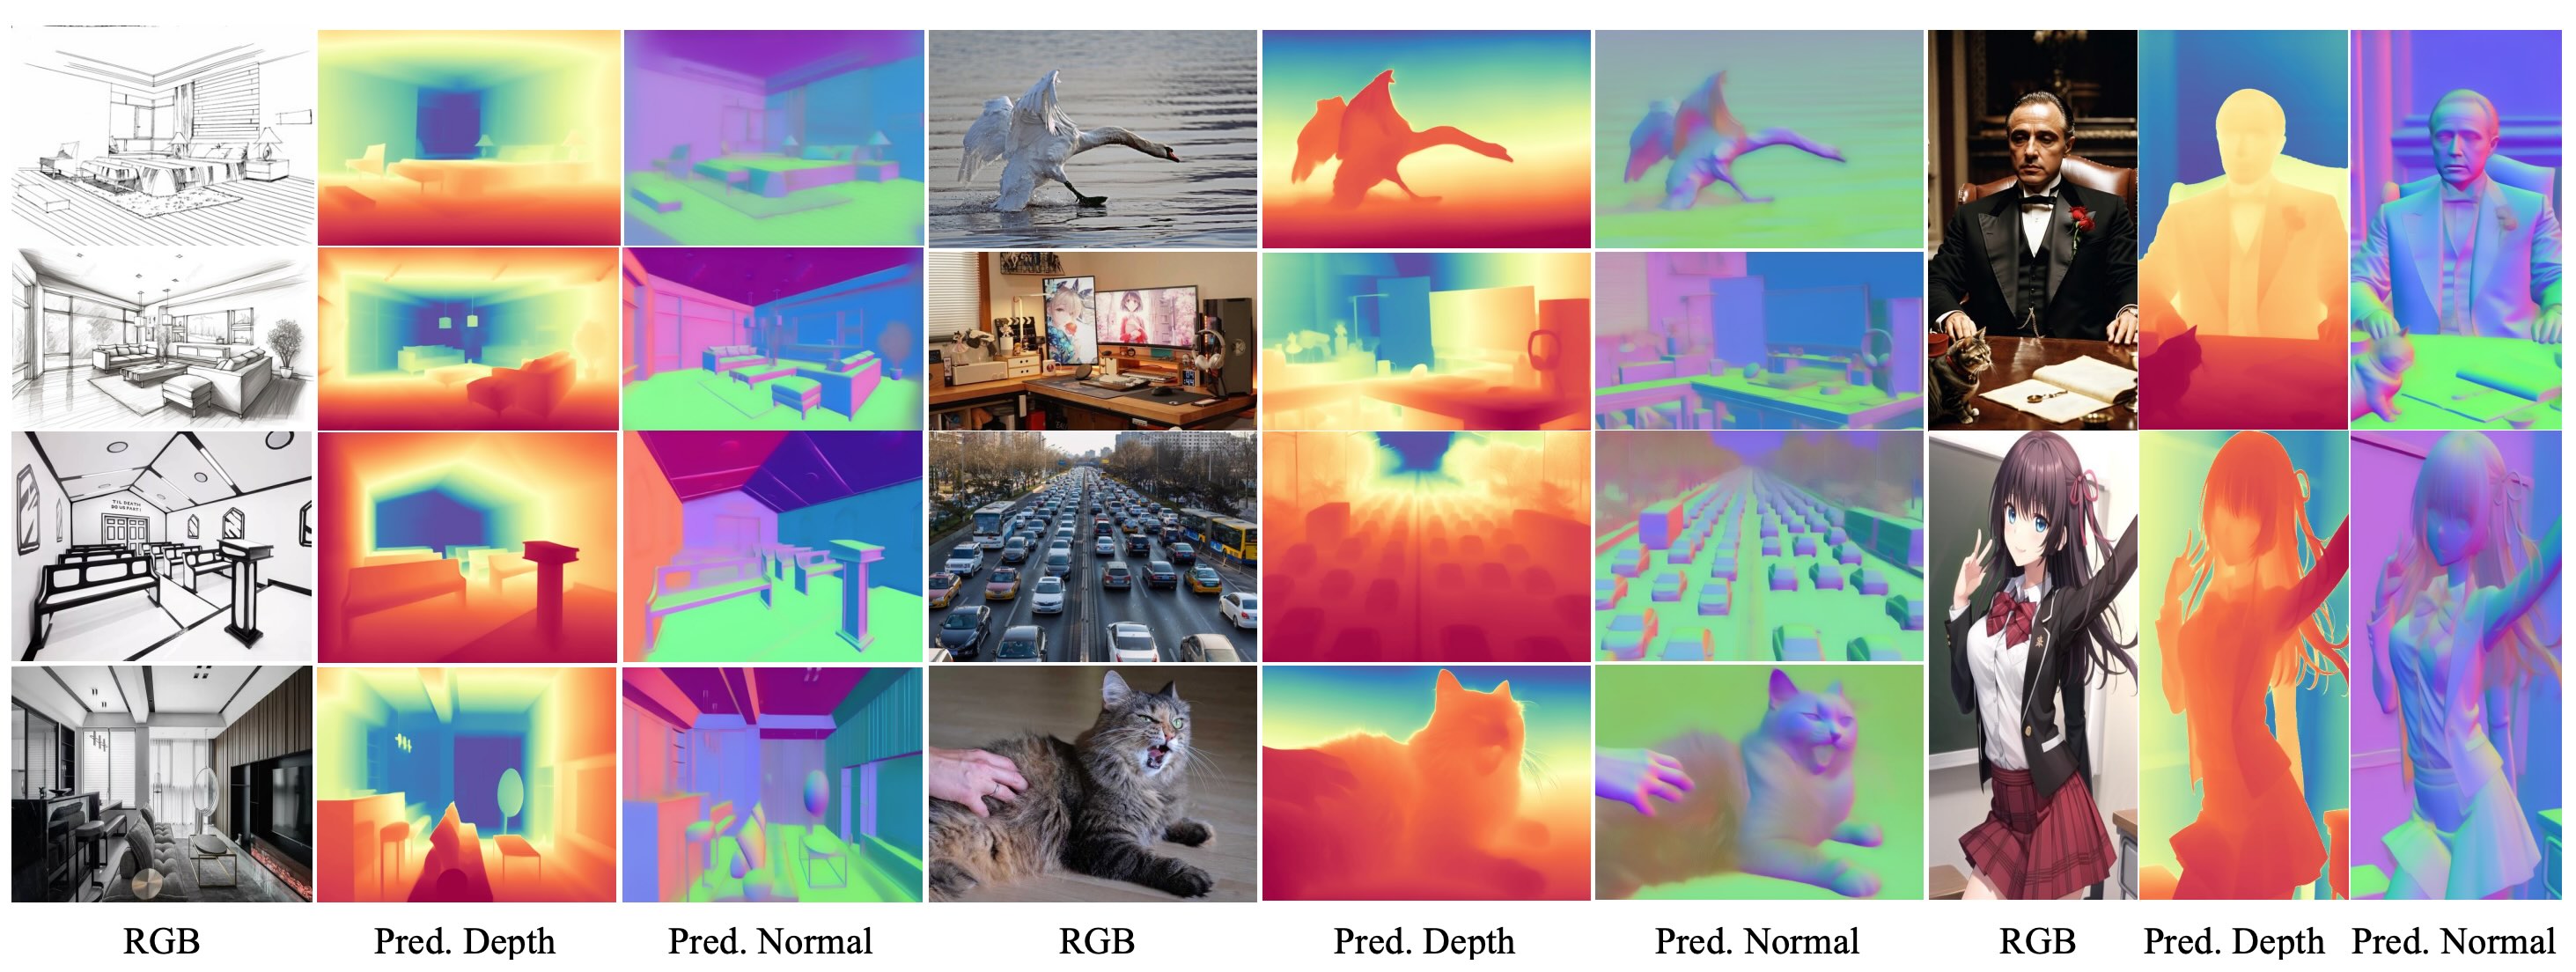 TIL DEATH
DO US PART!
RGB
Pred. Depth
Pred. Normal
RGB
Pred. Depth
Pred. Normal
RGB
Pred. Depth
Pred. Normal